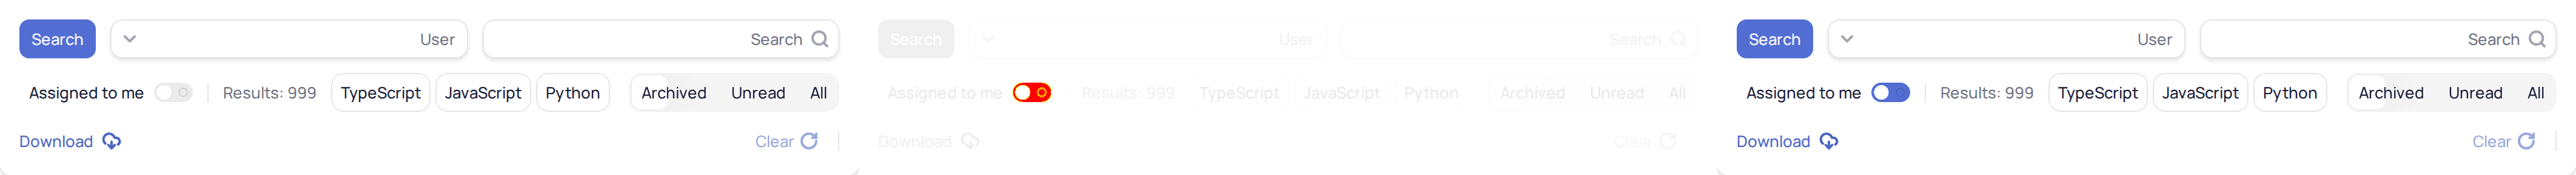 Search User Search
Assigned to me Results: 999 TypeScript JavaScript Python Archived Unread All
Download Clear
Search User Search
Assigned to me Results: 999 TypeScript JavaScript Python Archived Unread All
Download Clear
Search User Search
Assigned to me Results: 999 TypeScript JavaScript Python Archived Unread All
Download Clear